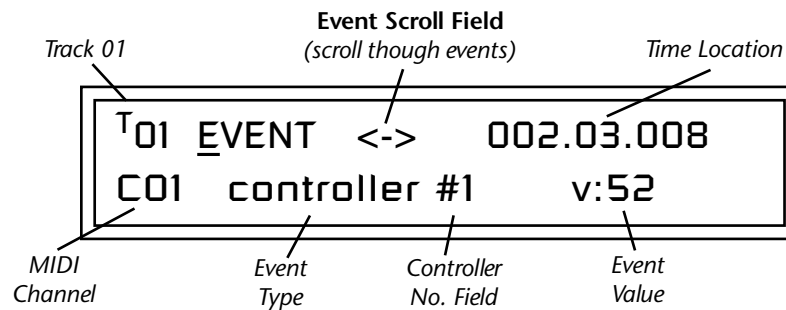 Event Scroll Field
Track 01 (scroll though events) Time Location
T01 EVENT <-> 002.03.008
C01 controller #1 v:52
MIDI Event Controller Event
Channel Type No. Field Value